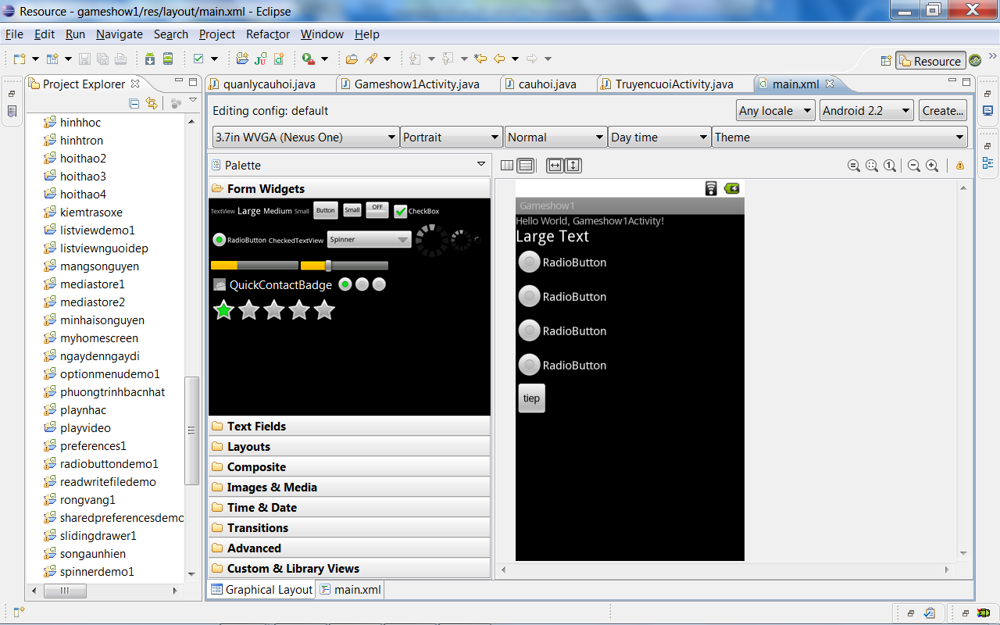 Resource - gameshow1/res/layout/main.xml - Eclipse
File Edit Run Navigate Search Project Refactor Window Help
Resource
Project Explorer
hinhhoc
hinhtron
hoithao2
hoithao3
hoithao4
kiemtrasoxe
listviewdemo1
listviewnguoidep
mangsonguyen
mediastore1
mediastore2
minhaisonguyen
myhomescreen
ngaydenngaydi
optionmenudemo1
phuongtrinhbacnhat
playnhac
playvideo
preferences1
radiobuttondemo1
readwritefiledemo
rongvang1
sharedpreferencesdemo
slidingdrawer1
songaunhien
spinnerdemo1
quanlycauhoi.java Gameshow1Activity.java cauhoi.java TruyencuoiActivity.java main.xml
Editing config: default Any locale Android 2.2 Create...
3.7in WVGA (Nexus One) Portrait Normal Day time Theme
Palette
Form Widgets
TextView Large Medium Small Button Small OFF CheckBox
RadioButton CheckedTextView Spinner
QuickContactBadge
Text Fields
Layouts
Composite
Images & Media
Time & Date
Transitions
Advanced
Custom & Library Views
Gameshow1
Hello World, Gameshow1Activity!
Large Text
RadioButton
RadioButton
RadioButton
RadioButton
tiep
Graphical Layout main.xml